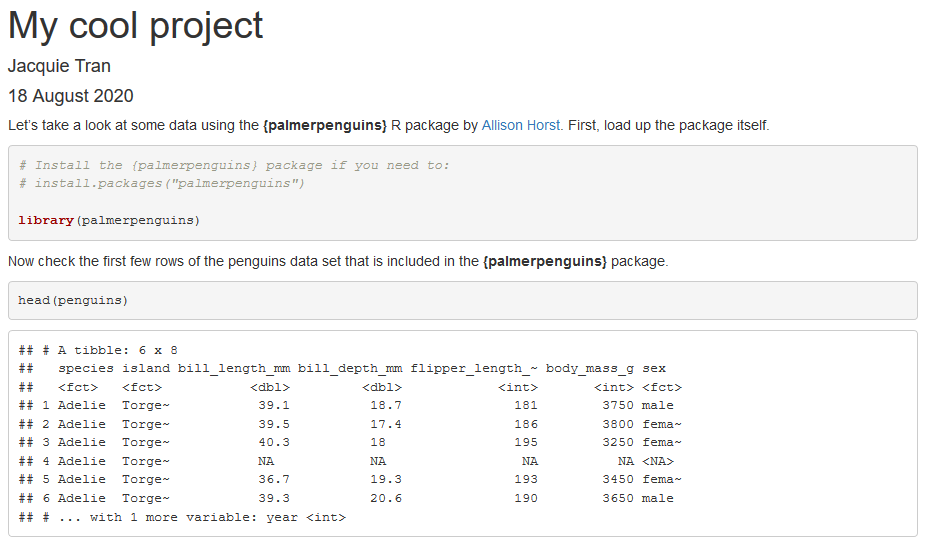 My cool project
Jacquie Tran
18 August 2020
Let's take a look at some data using the {palmerpenguins} R package by Allison Horst. First, load up the package itself.
# Install the {palmerpenguins} package if you need to:
# install.packages("palmerpenguins")
library(palmerpenguins)
Now check the first few rows of the penguins data set that is included in the {palmerpenguins} package.
head(penguins)
## # A tibble: 6 x 8
##   species island bill_length_mm bill_depth_mm flipper_length_~ body_mass_g sex
##   <fct>   <fct>           <dbl>         <dbl>            <int>       <int> <fct>
## 1 Adelie  Torge~           39.1          18.7              181        3750 male
## 2 Adelie  Torge~           39.5          17.4              186        3800 fema~
## 3 Adelie  Torge~           40.3          18                195        3250 fema~
## 4 Adelie  Torge~           NA            NA                 NA          NA <NA>
## 5 Adelie  Torge~           36.7          19.3              193        3450 fema~
## 6 Adelie  Torge~           39.3          20.6              190        3650 male
## # ... with 1 more variable: year <int>